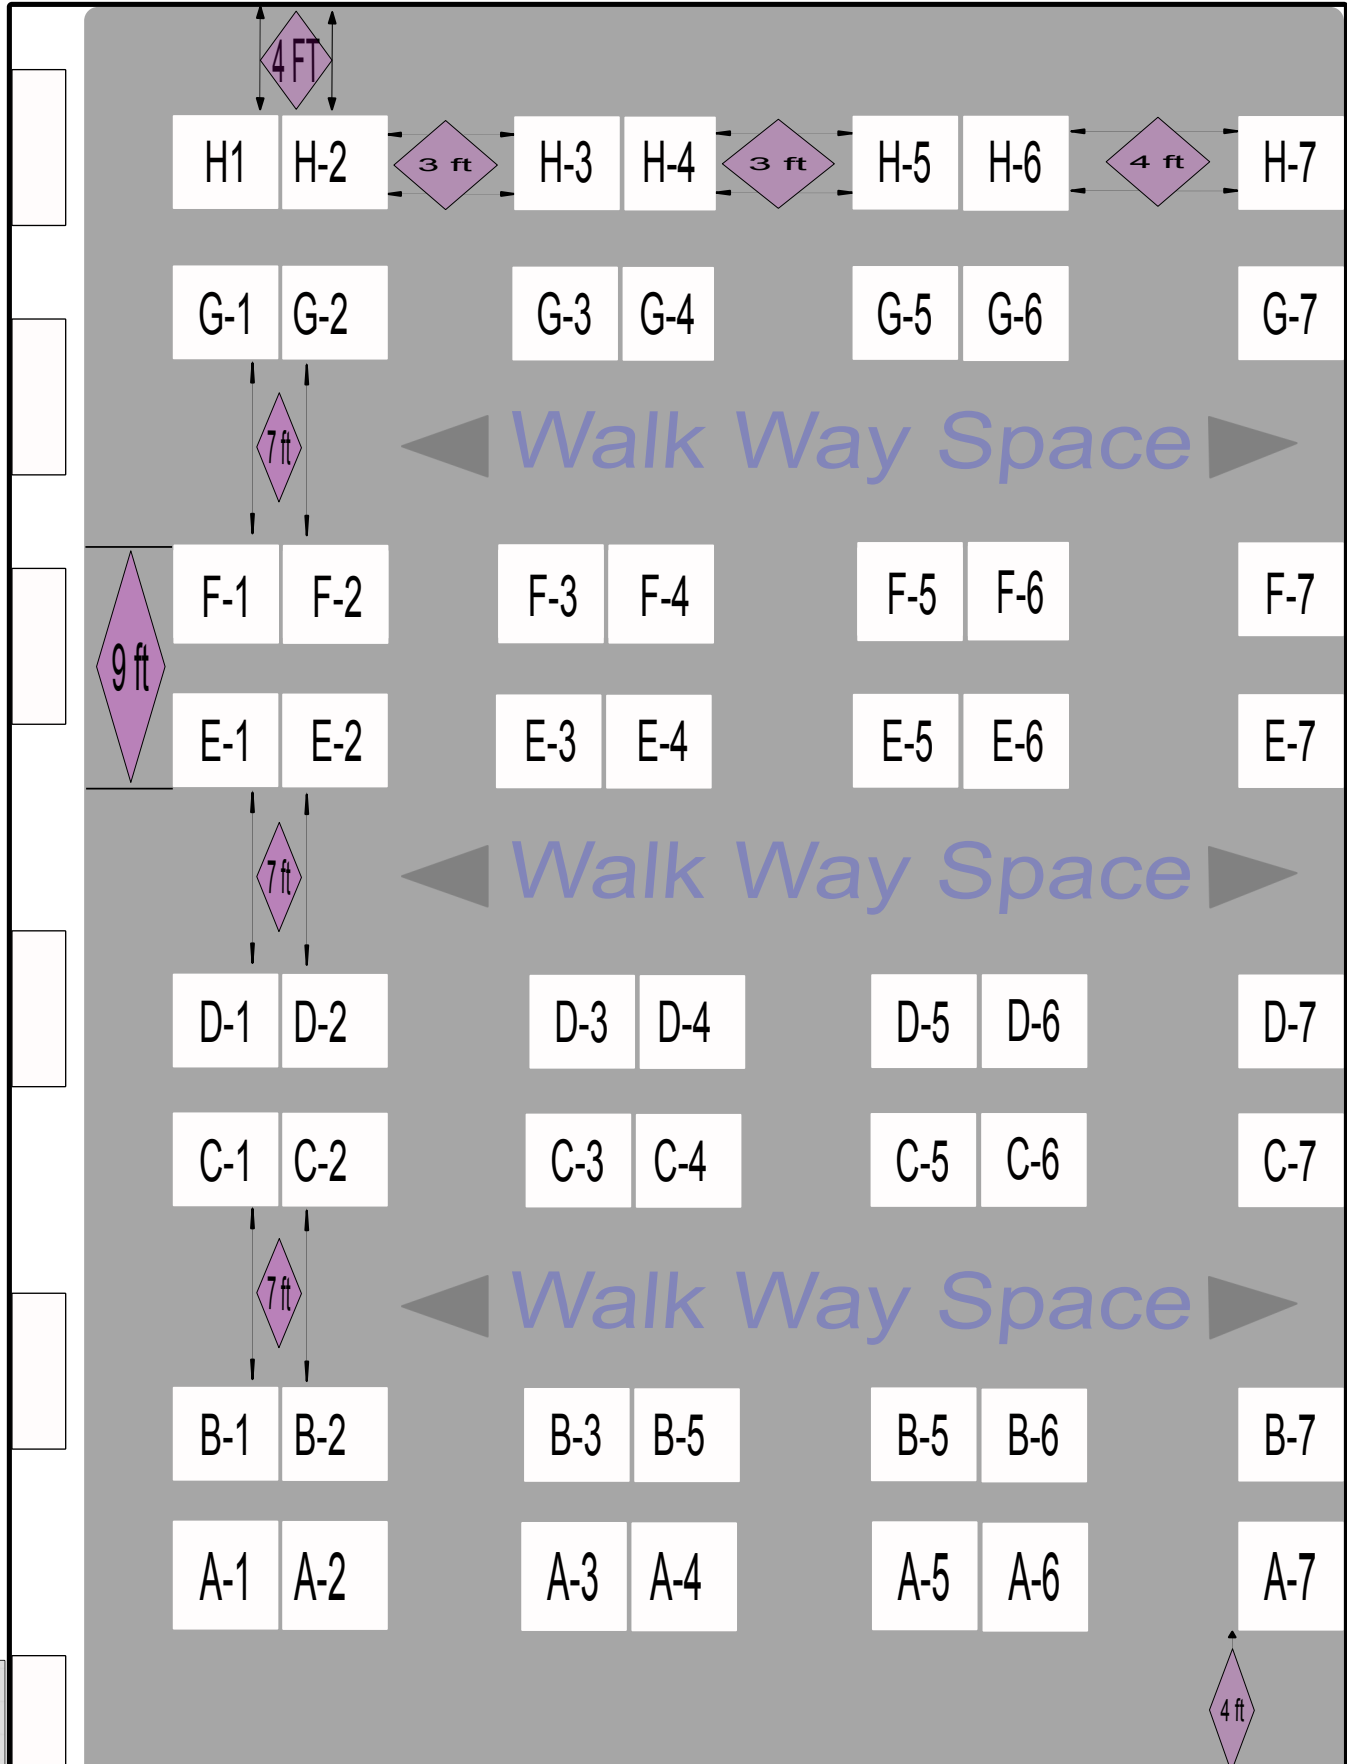 4 FT
H1 H-2 3 ft H-3 H-4 3 ft H-5 H-6 4 ft H-7
G-1 G-2 G-3 G-4 G-5 G-6 G-7
7 ft Walk Way Space
F-1 F-2 F-3 F-4 F-5 F-6 F-7
9 ft
E-1 E-2 E-3 E-4 E-5 E-6 E-7
7 ft Walk Way Space
D-1 D-2 D-3 D-4 D-5 D-6 D-7
C-1 C-2 C-3 C-4 C-5 C-6 C-7
7 ft Walk Way Space
B-1 B-2 B-3 B-5 B-5 B-6 B-7
A-1 A-2 A-3 A-4 A-5 A-6 A-7
4 ft